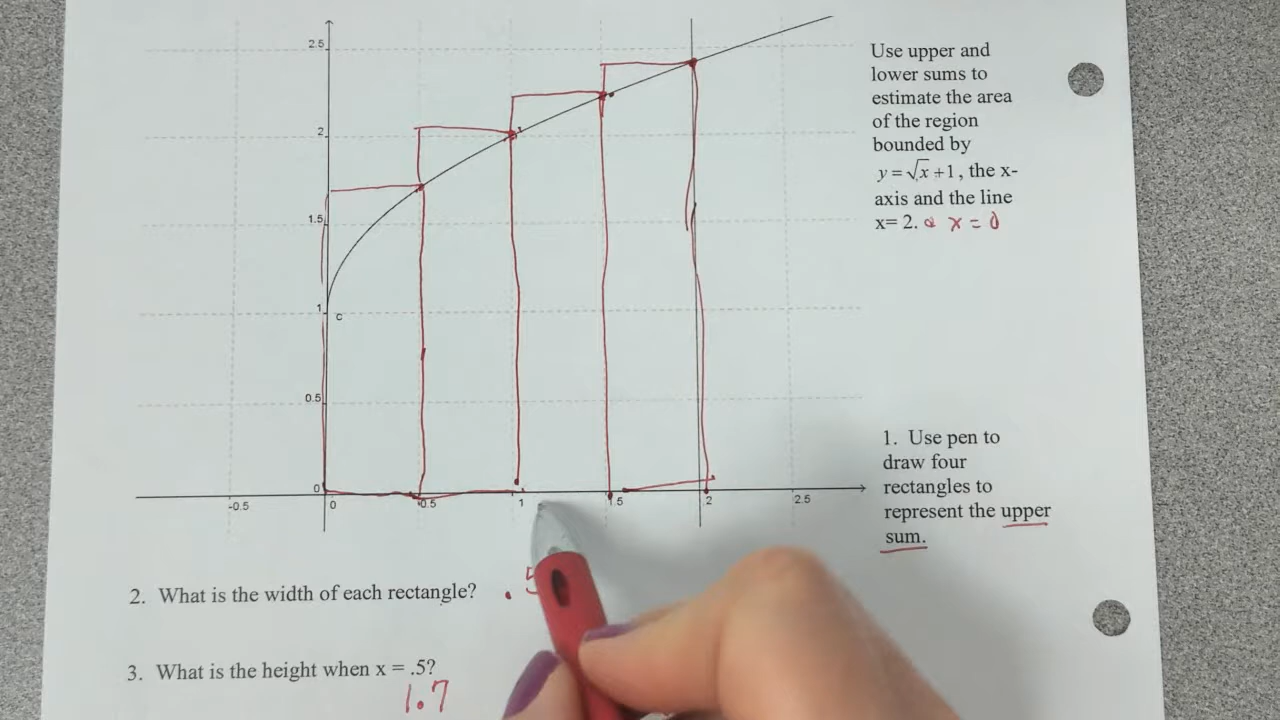 2.5
2
1.5
1
C
0.5
0
-0.5
0
0.5
1
.5
2
2.5
Use upper and
lower sums to
estimate the area
of the region
bounded by
y = √x + 1, the x-
axis and the line
x= 2. x = 0
1. Use pen to
draw four
rectangles to
represent the upper
sum.
2. What is the width of each rectangle? .5
3. What is the height when x = .5?
1.7